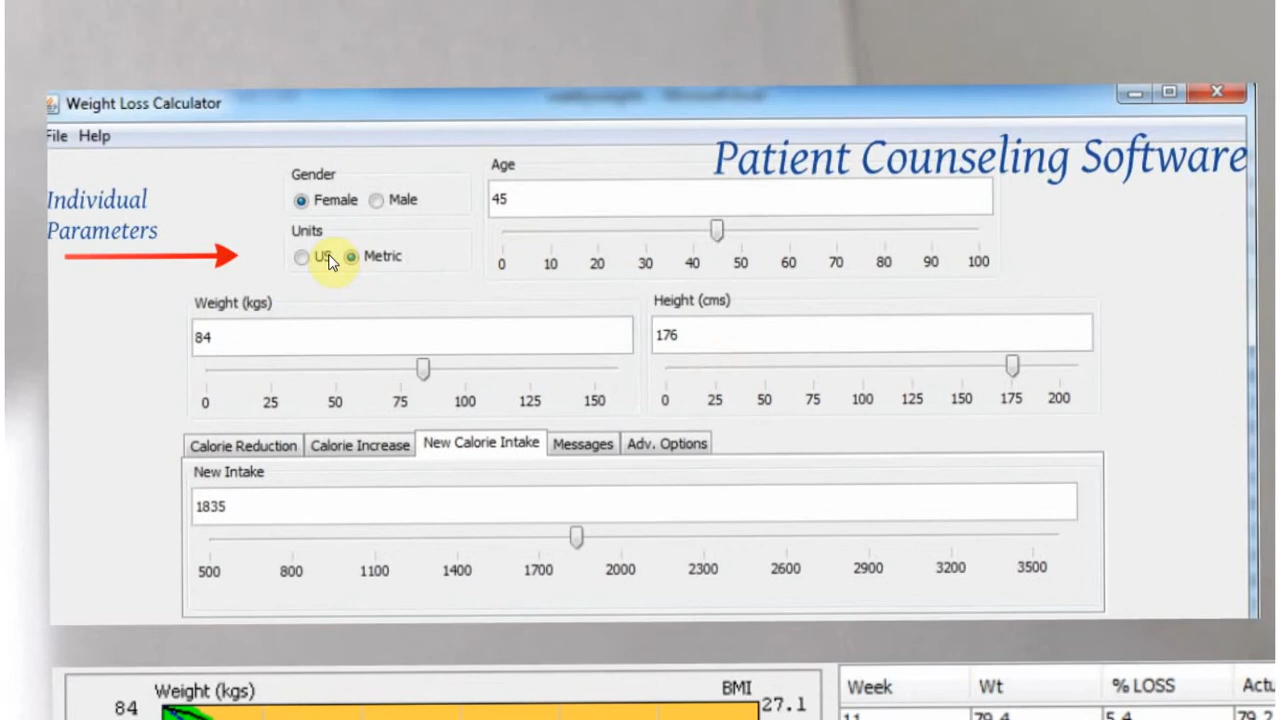 Weight Loss Calculator
File Help
Patient Counseling Software
Individual
Parameters
Gender
Female Male
Units
US Metric
Age
45
0 10 20 30 40 50 60 70 80 90 100
Weight (kgs)
84
0 25 50 75 100 125 150
Height (cms)
176
0 25 50 75 100 125 150 175 200
Calorie Reduction Calorie Increase New Calorie Intake Messages Adv. Options
New Intake
1835
500 800 1100 1400 1700 2000 2300 2600 2900 3200 3500
Weight (kgs) BMI
84 27.1
Week Wt % LOSS
11 79.4 5.4 79.2